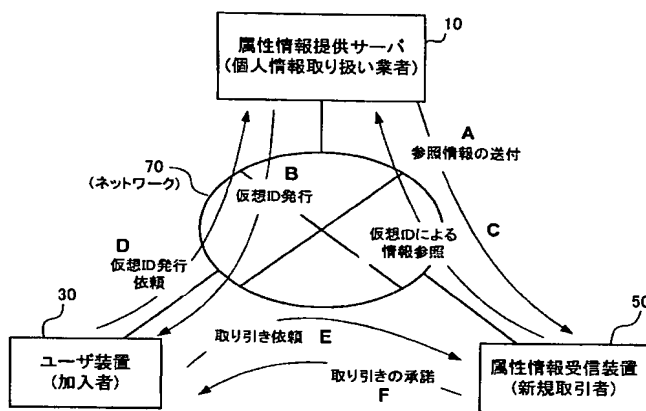 10
属性情報提供サーバ
(個人情報取り扱い業者)
A
参照情報の送付
70
(ネットワーク)
B
仮想ID発行
D
仮想ID発行
依頼
仮想IDによる
情報参照
C
30
ユーザ装置
(加入者)
取り引き依頼 E
取り引きの承諾
F
50
属性情報受信装置
(新規取引者)